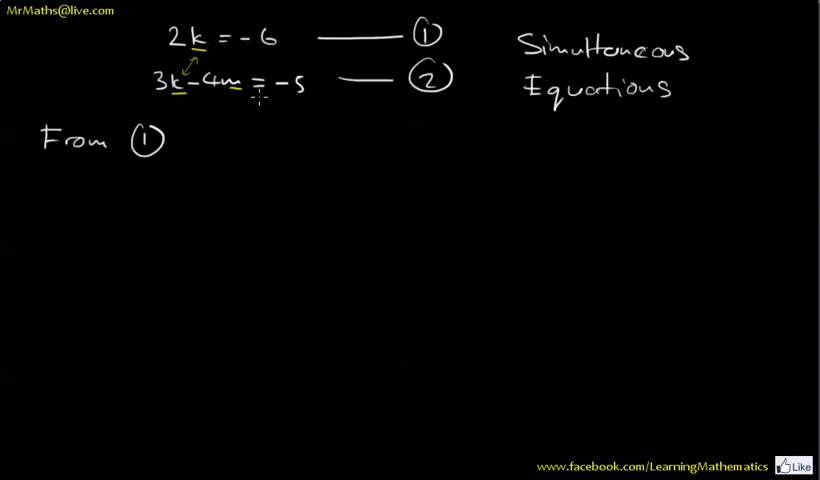 MrMaths@live.com
2k = -6 ——— ①
3k - 4m = -5 —— ②
Simultaneous
Equations
From ①
www.facebook.com/LearningMathematics Like